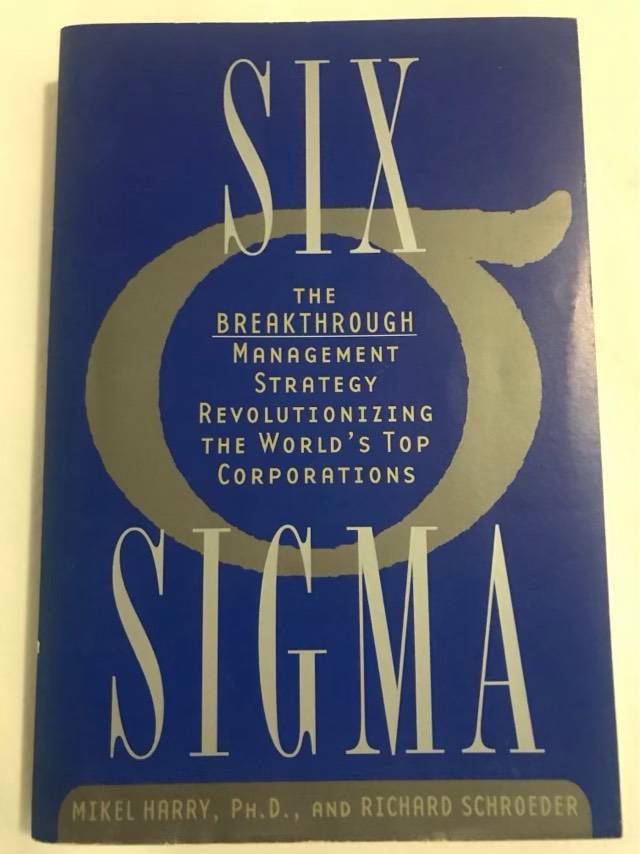 SIX
THE
BREAKTHROUGH
MANAGEMENT
STRATEGY
REVOLUTIONIZING
THE WORLD'S TOP
CORPORATIONS
SIGMA
MIKEL HARRY, PH.D., AND RICHARD SCHROEDER